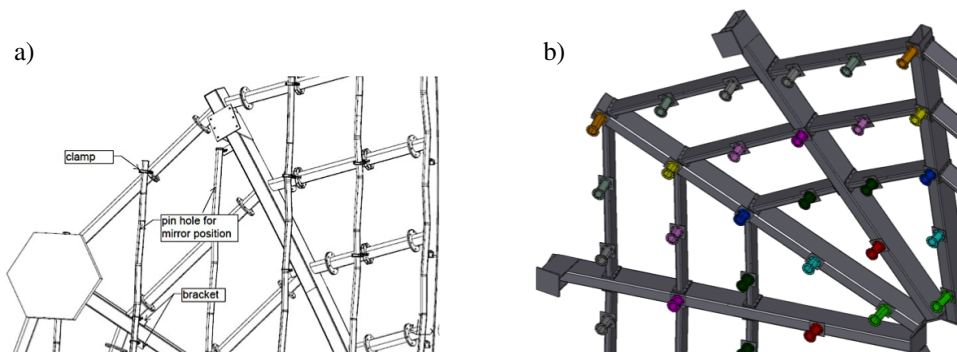 a)
b)
clamp
pin hole for
mirror position
bracket